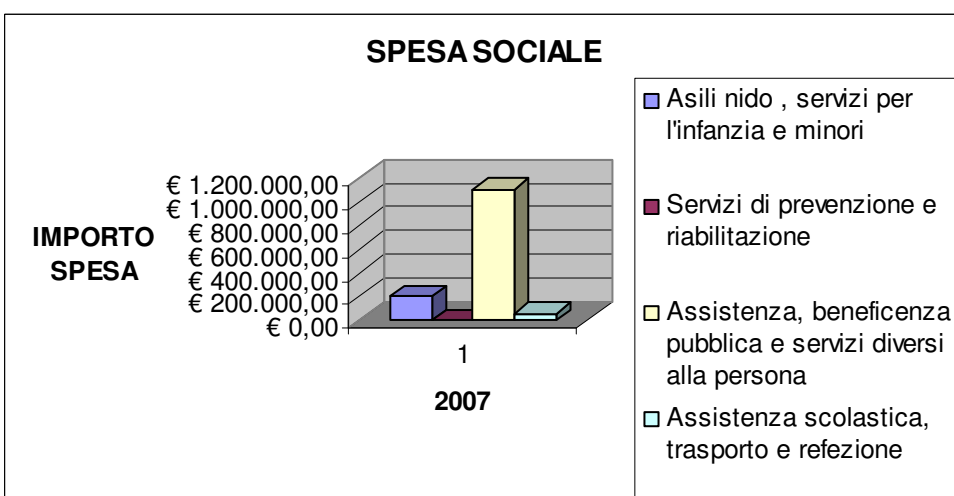 SPESA SOCIALE
IMPORTO
SPESA
€ 1.200.000,00
€ 1.000.000,00
€ 800.000,00
€ 600.000,00
€ 400.000,00
€ 200.000,00
€ 0,00
1
2007
Asili nido , servizi per
l'infanzia e minori
Servizi di prevenzione e
riabilitazione
Assistenza, beneficenza
pubblica e servizi diversi
alla persona
Assistenza scolastica,
trasporto e refezione